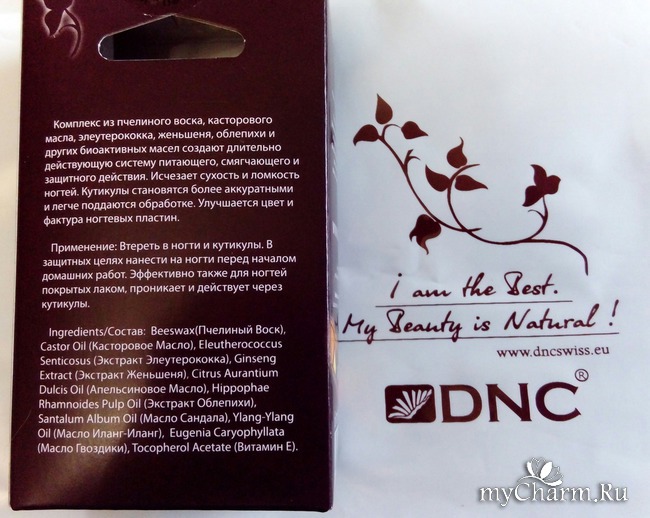 Комплекс из пчелиного воска, касторового
масла, элеутерококка, женьшеня, облепихи и
других биоактивных масел создают длительно
действующую систему питающего, смягчающего и
защитного действия. Исчезает сухость и ломкость
ногтей. Кутикулы становятся более аккуратными
и легче поддаются обработке. Улучшается цвет и
фактура ногтевых пластин.
Применение: Втереть в ногти и кутикулы. В
защитных целях нанести на ногти перед началом
домашних работ. Эффективно также для ногтей
покрытых лаком, проникает и действует через
кутикулы.
Ingredients/Состав: Beeswax(Пчелиный Воск),
Castor Oil (Касторовое Масло), Eleutherococcus
Senticosus (Экстракт Элеутерококка), Ginseng
Extract (Экстракт Женьшеня), Citrus Aurantium
Dulcis Oil (Апельсиновое Масло), Hippophae
Rhamnoides Pulp Oil (Экстракт Облепихи),
Santalum Album Oil (Масло Сандала), Ylang-Ylang
Oil (Масло Иланг-Иланг), Eugenia Caryophyllata
(Масло Гвоздики), Tocopherol Acetate (Витамин Е).
I am the Best.
My Beauty is Natural !
www.dncswiss.eu
DNC®
myCharm.Ru